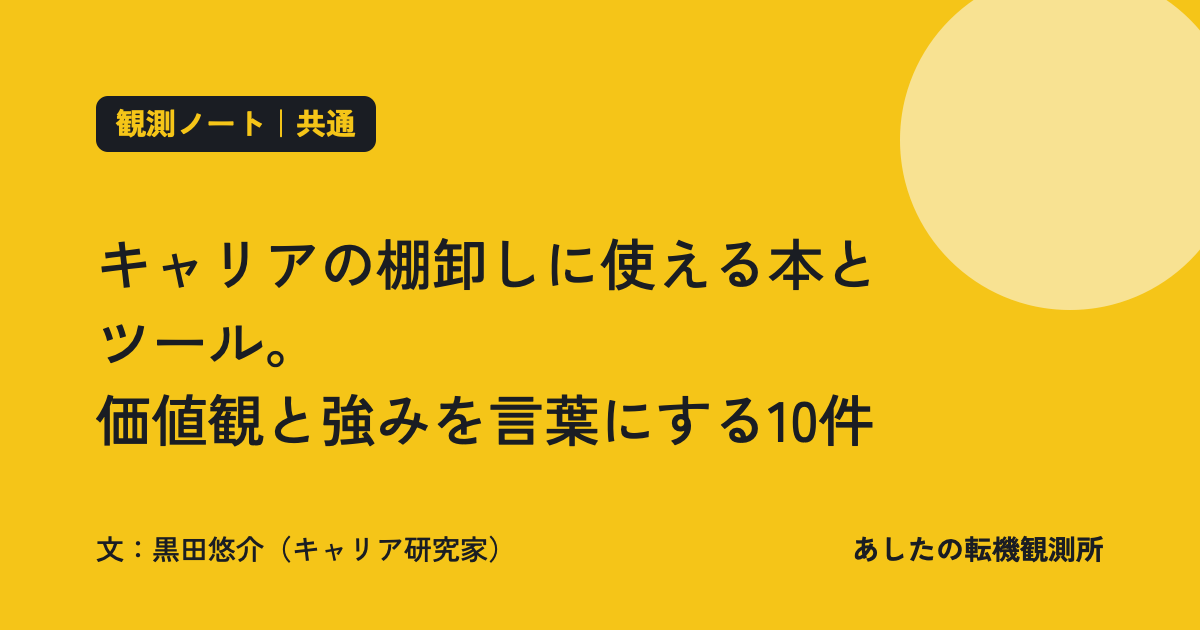 観測ノート｜共通
キャリアの棚卸しに使える本と
ツール。
価値観と強みを言葉にする10件
文：黒田悠介（キャリア研究家）
あしたの転機観測所